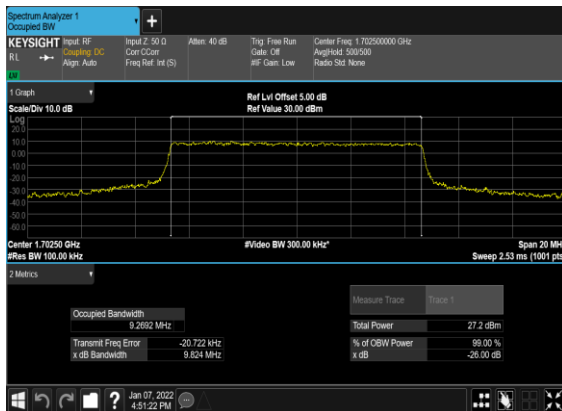 Spectrum Analyzer 1
Occupied BW
KEYSIGHT
RL
Input: RF
Coupling: DC
Align: Auto
Input Z: 50 Ω
Corr CCorr
Freq Ref: Int (S)
Atten: 40 dB
Trig: Free Run
Gate: Off
#IF Gain: Low
Center Freq: 1.702500000 GHz
Avg|Hold: 500/500
Radio Std: None
1 Graph
Scale/Div 10.0 dB
Ref Lvl Offset 5.00 dB
Ref Value 30.00 dBm
Log
20.0
10.0
0.00
-10.0
-20.0
-30.0
-40.0
-50.0
-60.0
Center 1.70250 GHz
#Res BW 100.00 kHz
#Video BW 300.00 kHz*
Span 20 MH
Sweep 2.53 ms (1001 pts
2 Metrics
Measure Trace
Trace 1
Occupied Bandwidth
9.2692 MHz
Total Power
27.2 dBm
Transmit Freq Error
-20.722 kHz
% of OBW Power
99.00 %
x dB Bandwidth
9.824 MHz
x dB
-26.00 dB
?
Jan 07, 2022
4:51:22 PM